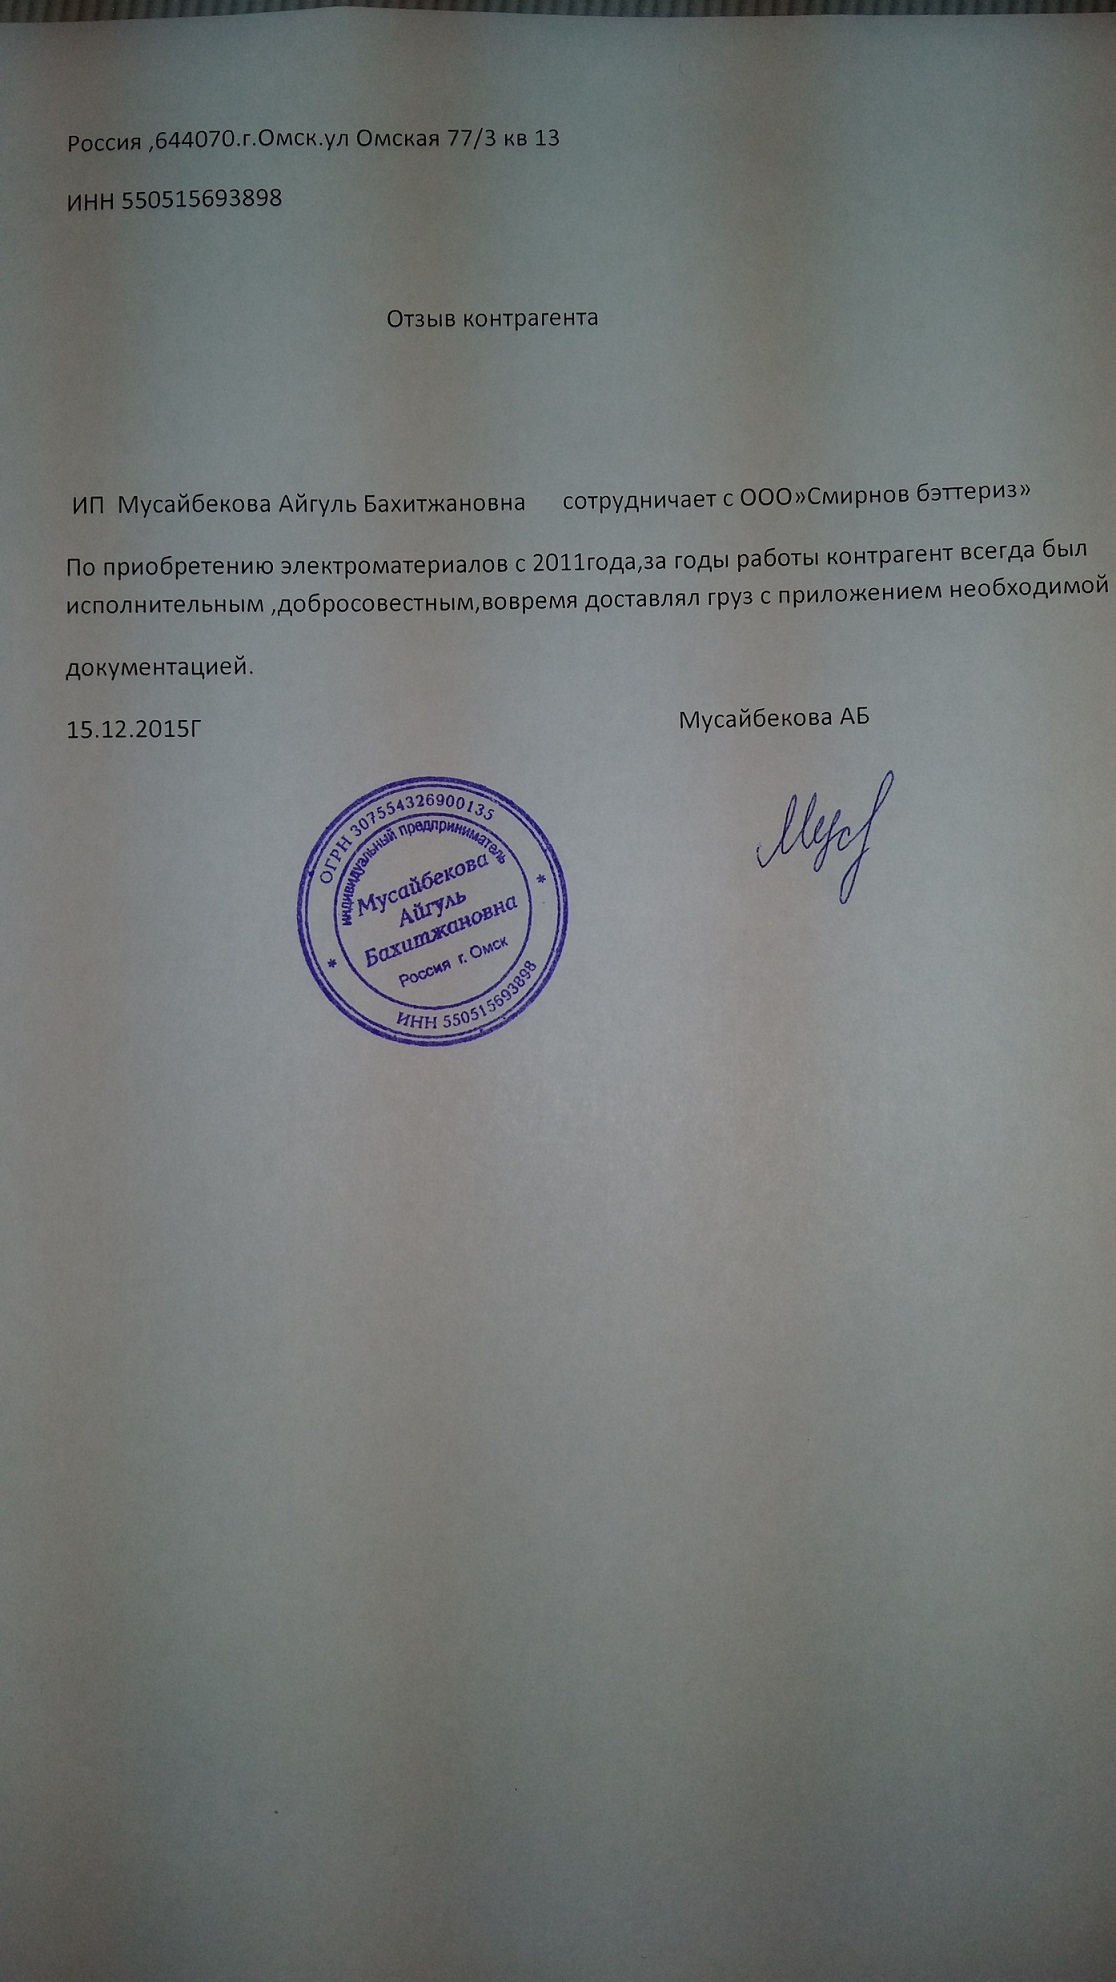 Россия ,644070.г.Омск.ул Омская 77/3 кв 13
ИНН 550515693898
Отзыв контрагента
ИП Мусайбекова Айгуль Бахитжановна сотрудничает с ООО»Смирнов бэттериз»
По приобретению электроматериалов с 2011года,за годы работы контрагент всегда был
исполнительным ,добросовестным,вовремя доставлял груз с приложением необходимой
документацией.
15.12.2015Г
Мусайбекова АБ
ОГРН 307554326900135
индивидуальный предприниматель
Мусайбекова
Айгуль
Бахитжановна
Россия г. Омск
ИНН 550515693898